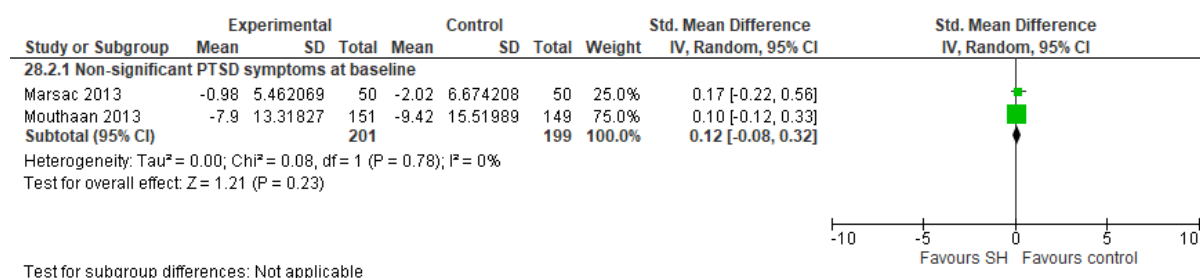 Experimental Control Std. Mean Difference Std. Mean Difference
Study or Subgroup Mean SD Total Mean SD Total Weight IV, Random, 95% CI IV, Random, 95% CI
28.2.1 Non-significant PTSD symptoms at baseline
Marsac 2013 -0.98 5.462069 50 -2.02 6.674208 50 25.0% 0.17 [-0.22, 0.56]
Mouthaan 2013 -7.9 13.31827 151 -9.42 15.51989 149 75.0% 0.10 [-0.12, 0.33]
Subtotal (95% CI) 201 199 100.0% 0.12 [-0.08, 0.32]
Heterogeneity: Tau² = 0.00; Chi² = 0.08, df = 1 (P = 0.78); I² = 0%
Test for overall effect: Z = 1.21 (P = 0.23)
-10 -5 0 5 10
Favours SH Favours control
Test for subgroup differences: Not applicable